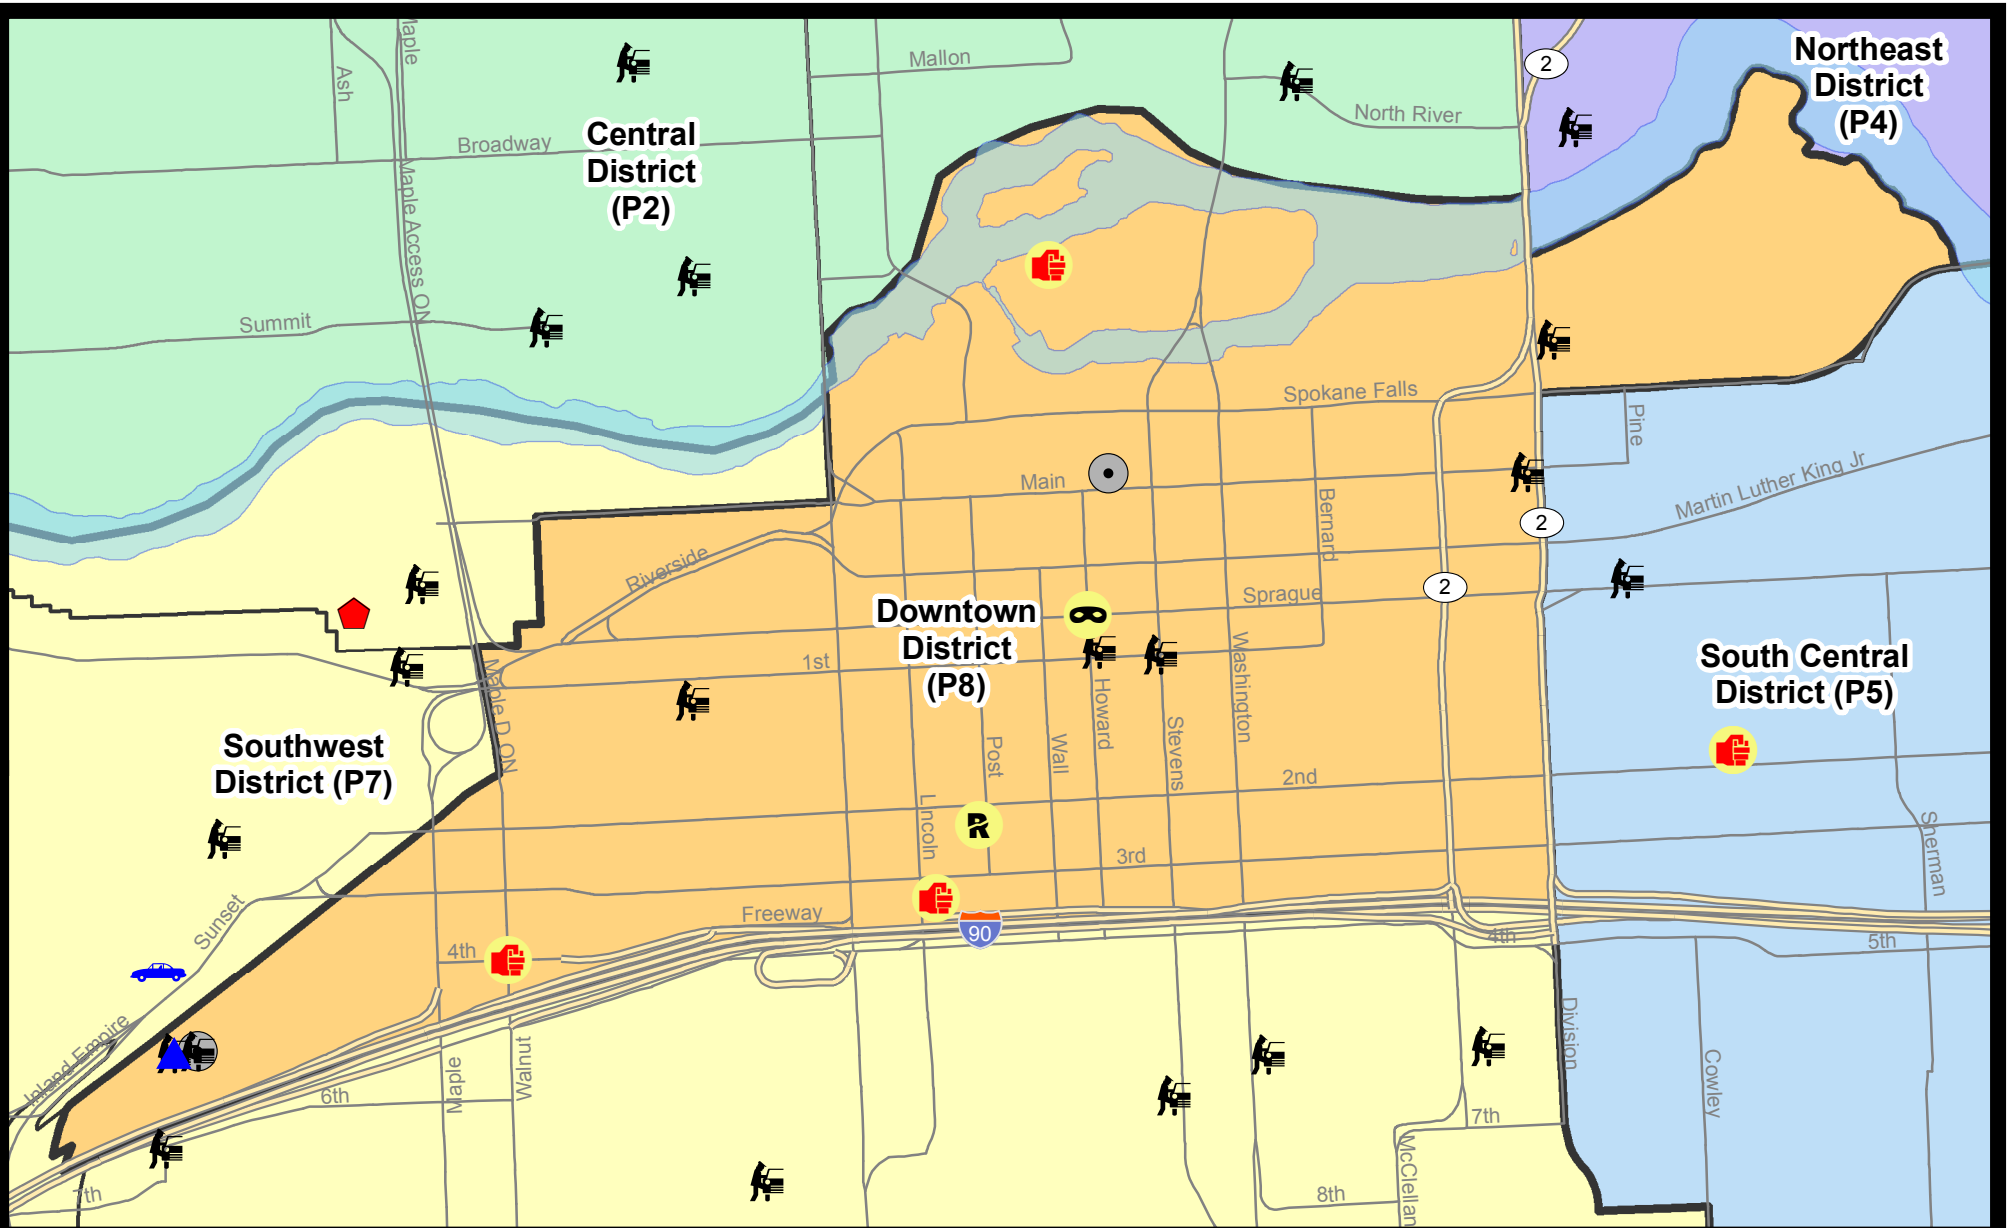 Maple
Ash
Mallon
2
Northeast
District
(P4)
North River
Central
District
(P2)
Broadway
Maple Access ON
Summit
Spokane Falls
Pine
Main
Bernard
Martin Luther King Jr
2
Riverside
2
Sprague
Downtown
District
(P8)
1st
Maple D ON
Howard
Washington
South Central
District (P5)
Southwest
District (P7)
Post
Wall
Stevens
2nd
Lincoln
3rd
Sherman
Sunset
Freeway
90
4th
4th
5th
Inland Empire
Division
Maple
Walnut
6th
Cowley
7th
McClellan
7th
8th
R